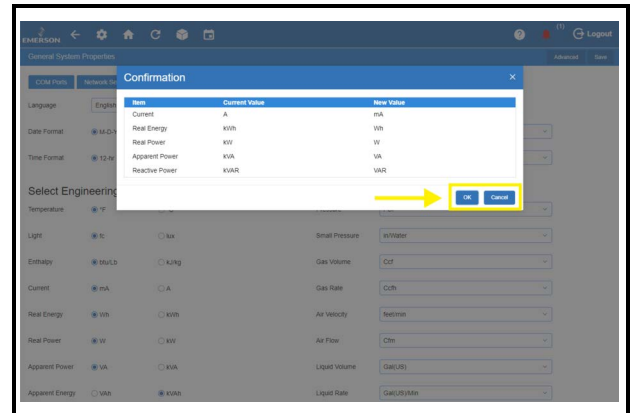 EMERSON
(1)
Logout
General System Properties
Advanced Save
COM Ports Network Se
Confirmation
Item Current Value New Value
Current A mA
Real Energy kWh Wh
Real Power kW W
Apparent Power kVA VA
Reactive Power kVAR VAR
OK Cancel
Language English
Date Format M-D-Y
Time Format 12-hr
Select Engineering
Temperature °F
Light fc lux Small Pressure in/Water
Enthalpy btu/Lb kJ/kg Gas Volume Ccf
Current mA A Gas Rate Ccfh
Real Energy Wh kWh Air Velocity feet/min
Real Power W kW Air Flow Cfm
Apparent Power VA kVA Liquid Volume Gal(US)
Apparent Energy VAh kVAh Liquid Rate Gal(US)/Min